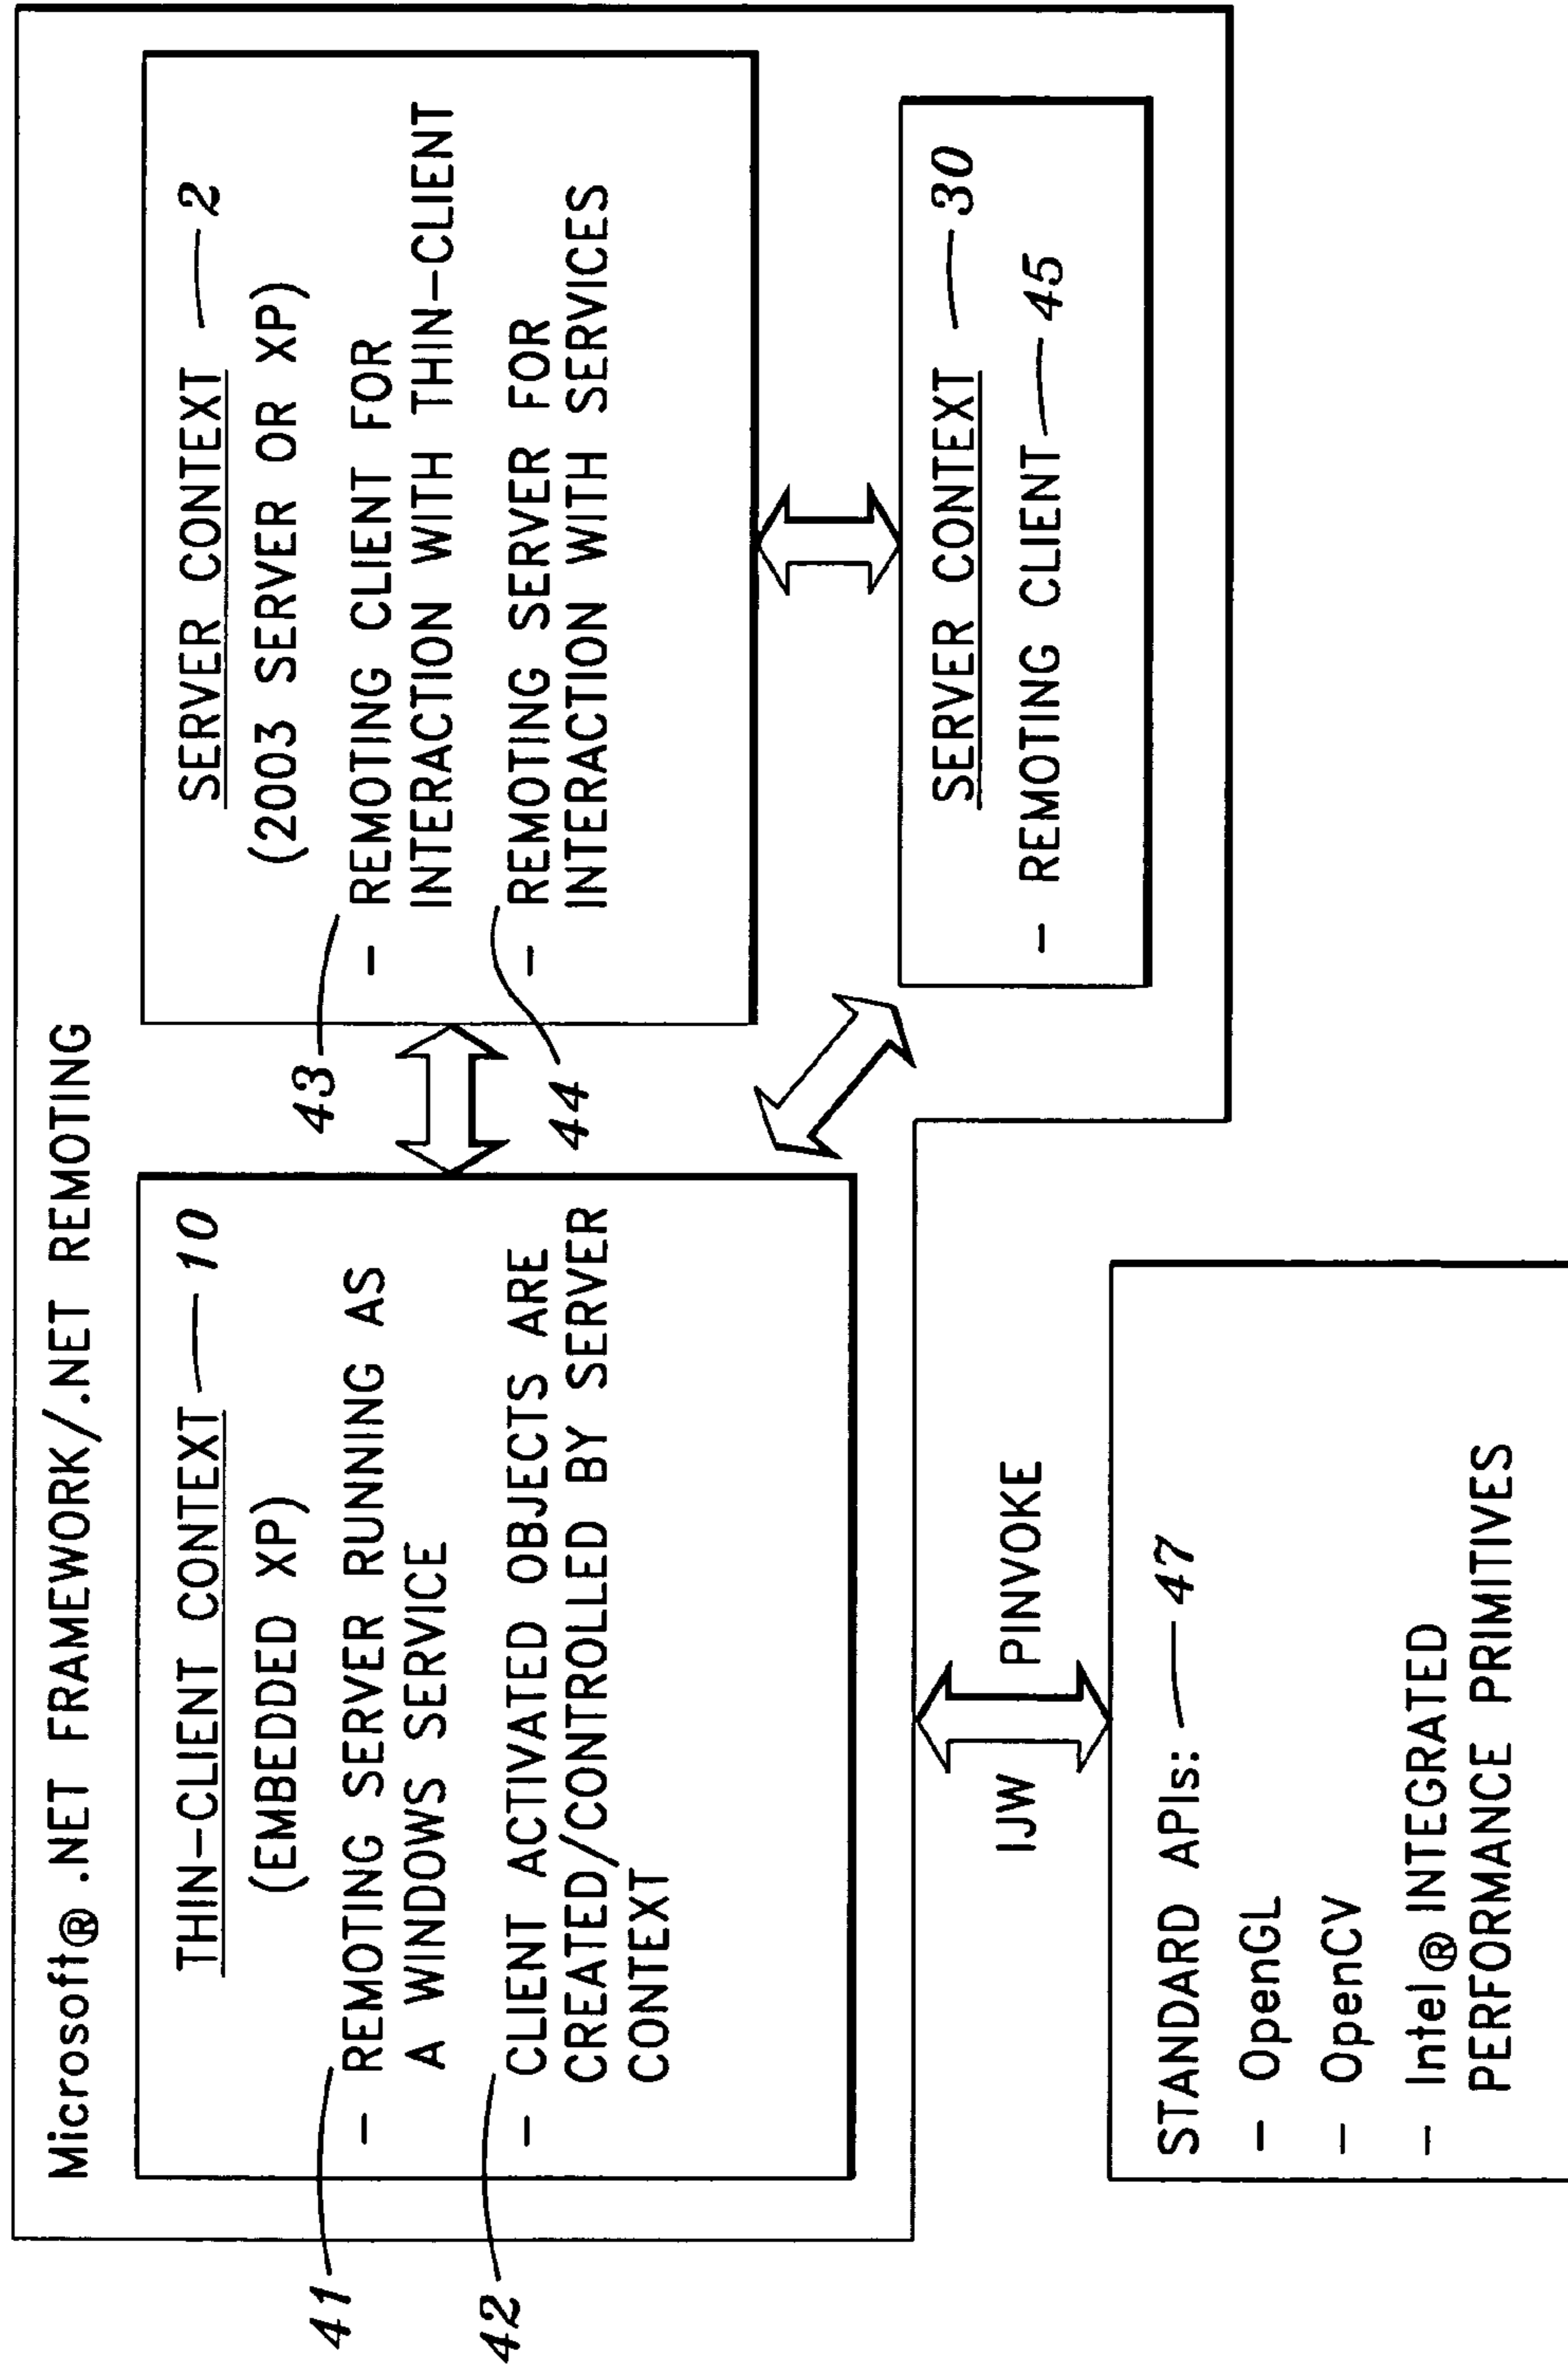 Microsoft® .NET FRAMEWORK/.NET REMOTING
THIN-CLIENT CONTEXT 10
(EMBEDDED XP)
41
- REMOTING SERVER RUNNING AS
A WINDOWS SERVICE
42
- CLIENT ACTIVATED OBJECTS ARE
CREATED/CONTROLLED BY SERVER
CONTEXT
SERVER CONTEXT 2
(2003 SERVER OR XP)
43
- REMOTING CLIENT FOR
INTERACTION WITH THIN-CLIENT
44
- REMOTING SERVER FOR
INTERACTION WITH SERVICES
SERVER CONTEXT 30
- REMOTING CLIENT 45
IJW PINVOKE
STANDARD APIs: 47
- OpenGL
- OpenCV
- Intel® INTEGRATED
PERFORMANCE PRIMITIVES